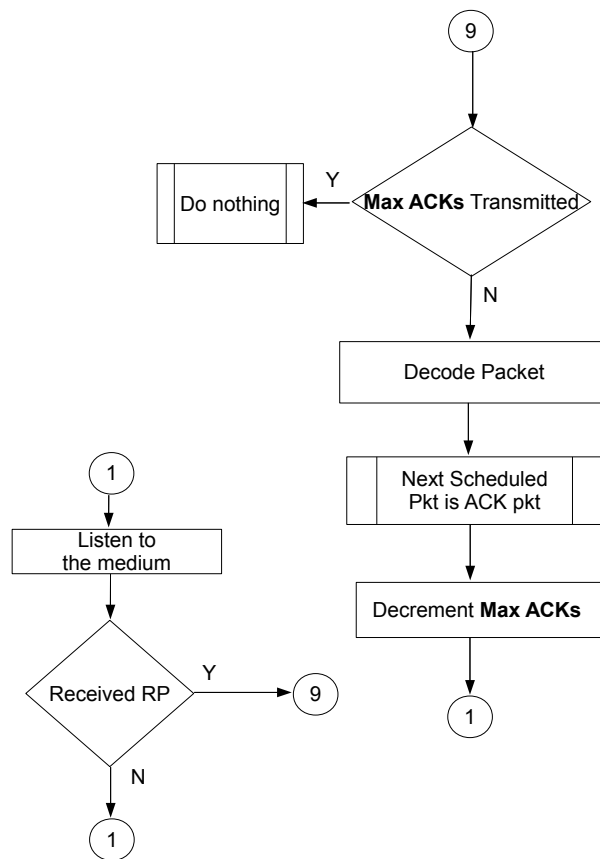 9
Max ACKs Transmitted
Y
Do nothing
N
Decode Packet
Next Scheduled
Pkt is ACK pkt
Decrement Max ACKs
1
1
Listen to
the medium
Received RP
Y
9
N
1